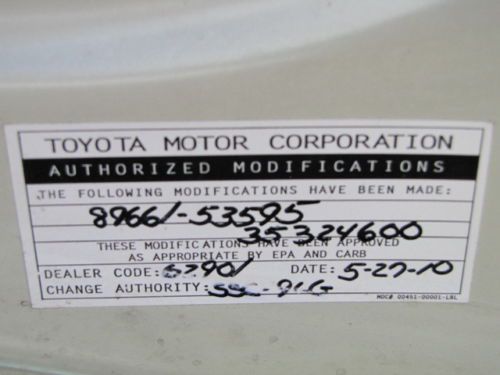 TOYOTA MOTOR CORPORATION
AUTHORIZED MODIFICATIONS
THE FOLLOWING MODIFICATIONS HAVE BEEN MADE:
89661-53595
35324600
THESE MODIFICATIONS HAVE BEEN APPROVED
AS APPROPRIATE BY EPA AND CARB
DEALER CODE: 63901 DATE: 5-27-10
CHANGE AUTHORITY:
MDC# 00451-00001-LBL